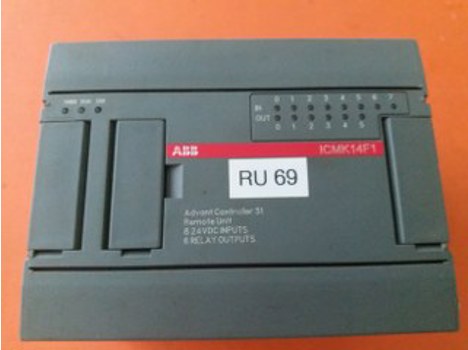 0 1 2 3 4 5 6 7
IN
OUT
0 1 2 3 4 5
ABB ICMK14F1
RU 69
Advant Controller 31
Remote Unit
8 24VDC INPUTS
6 RELAY OUTPUTS